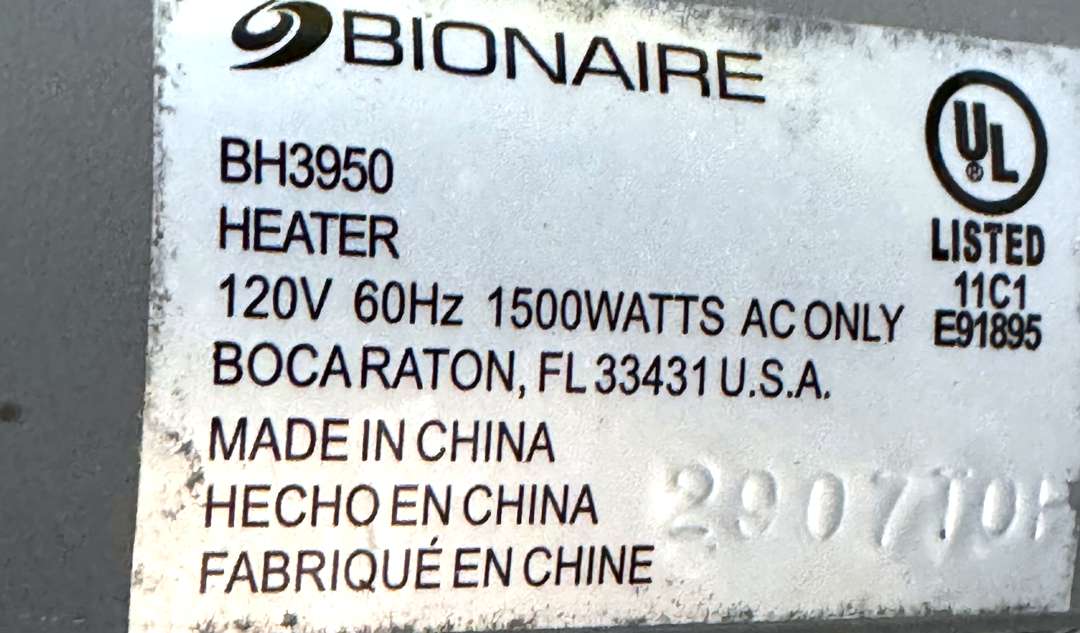 BIONAIRE
BH3950
HEATER
120V 60Hz 1500WATTS AC ONLY
BOCA RATON, FL 33431 U.S.A.
MADE IN CHINA
HECHO EN CHINA
FABRIQUÉ EN CHINE
UL
®
LISTED
11C1
E91895